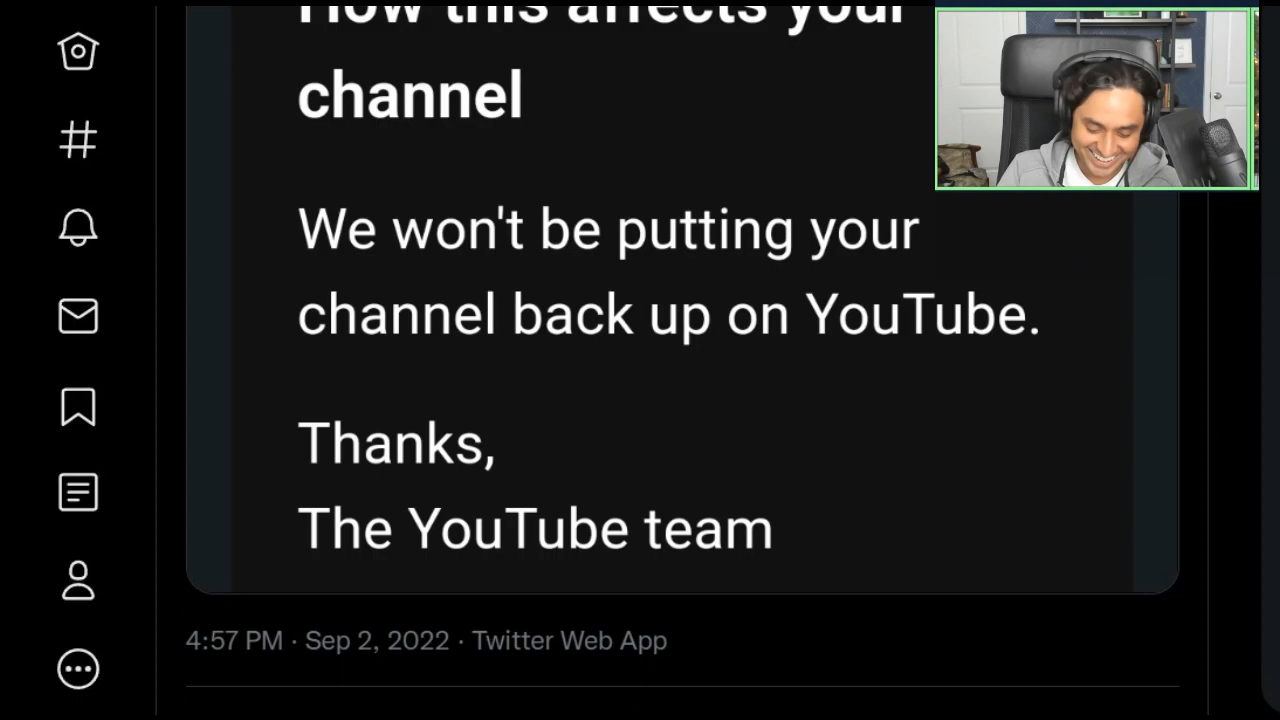 How this affects your
channel
We won't be putting your
channel back up on YouTube.
Thanks,
The YouTube team
4:57 PM · Sep 2, 2022 · Twitter Web App